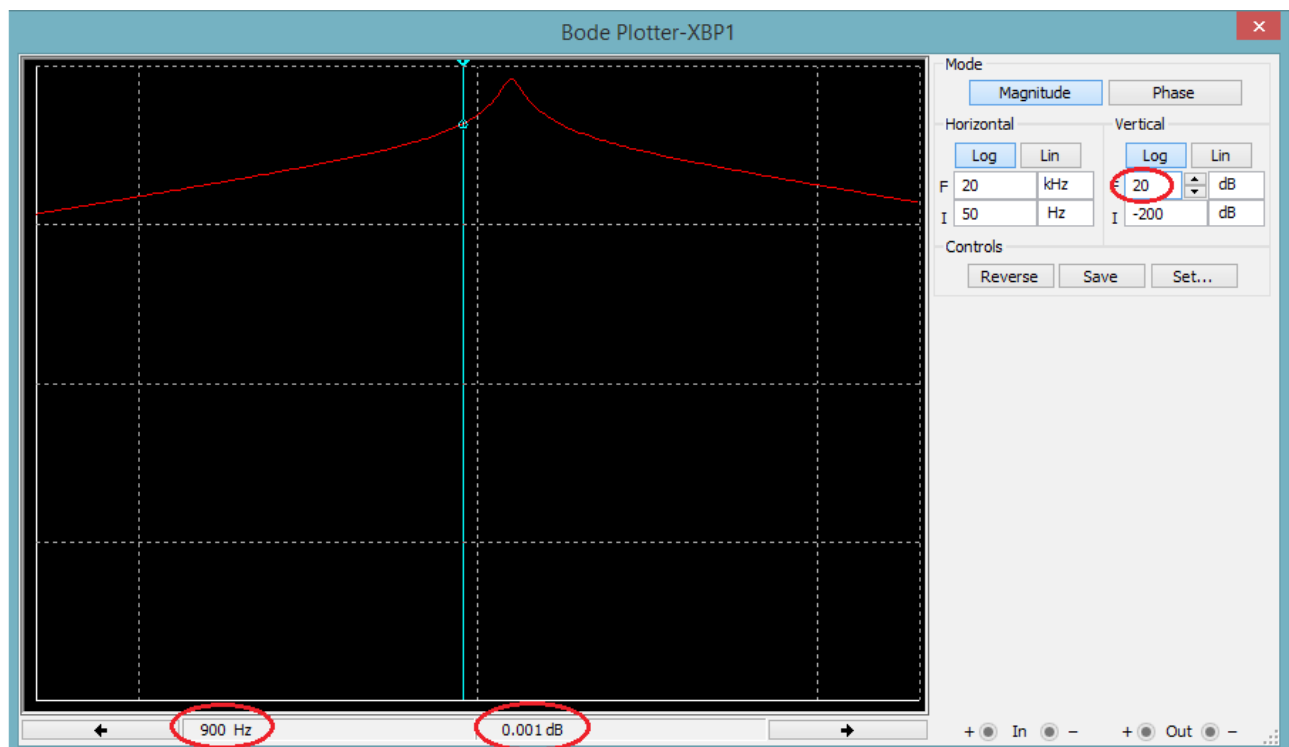 Bode Plotter-XBP1
Mode
Magnitude Phase
Horizontal Vertical
Log Lin Log Lin
F 20 kHz F 20 dB
I 50 Hz I -200 dB
Controls
Reverse Save Set...
900 Hz 0.001 dB + In - + Out -